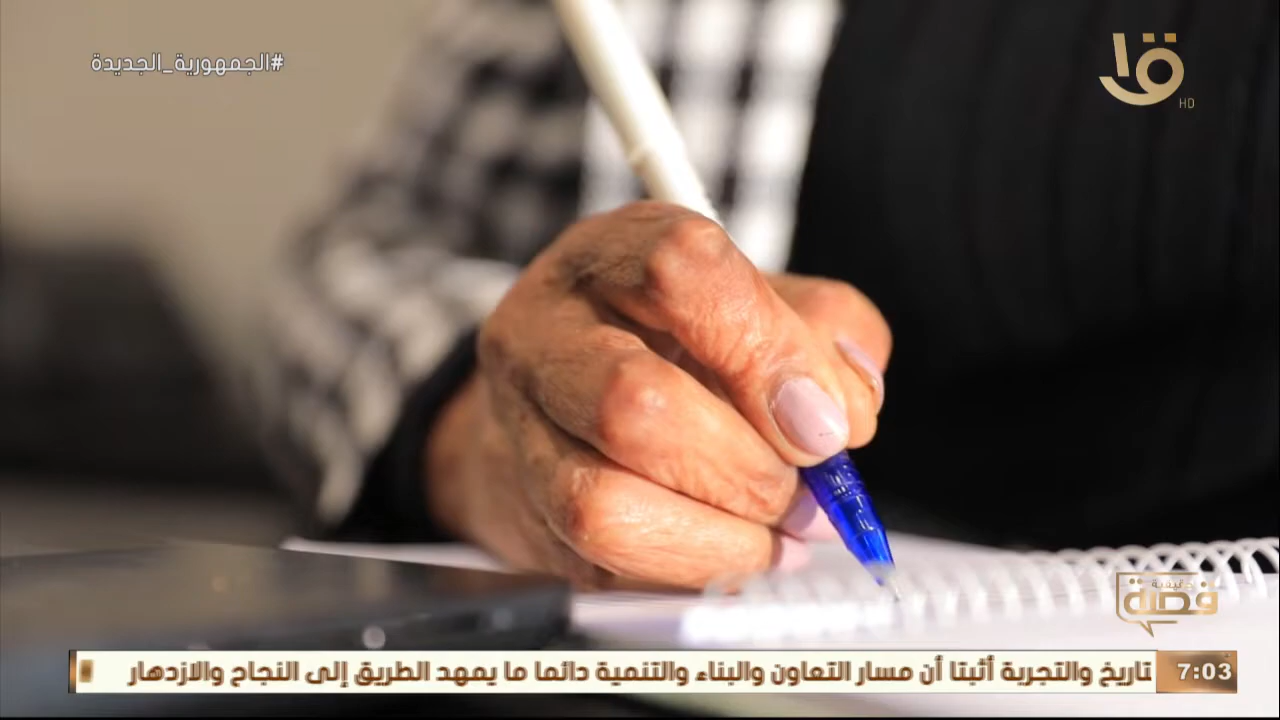 #الجمهورية_الجديدة
HD
قصة
حقيقية
تاريخ والتجربة أثبتا أن مسار التعاون والبناء والتنمية دائما ما يمهد الطريق إلى النجاح والازدهار
7:03